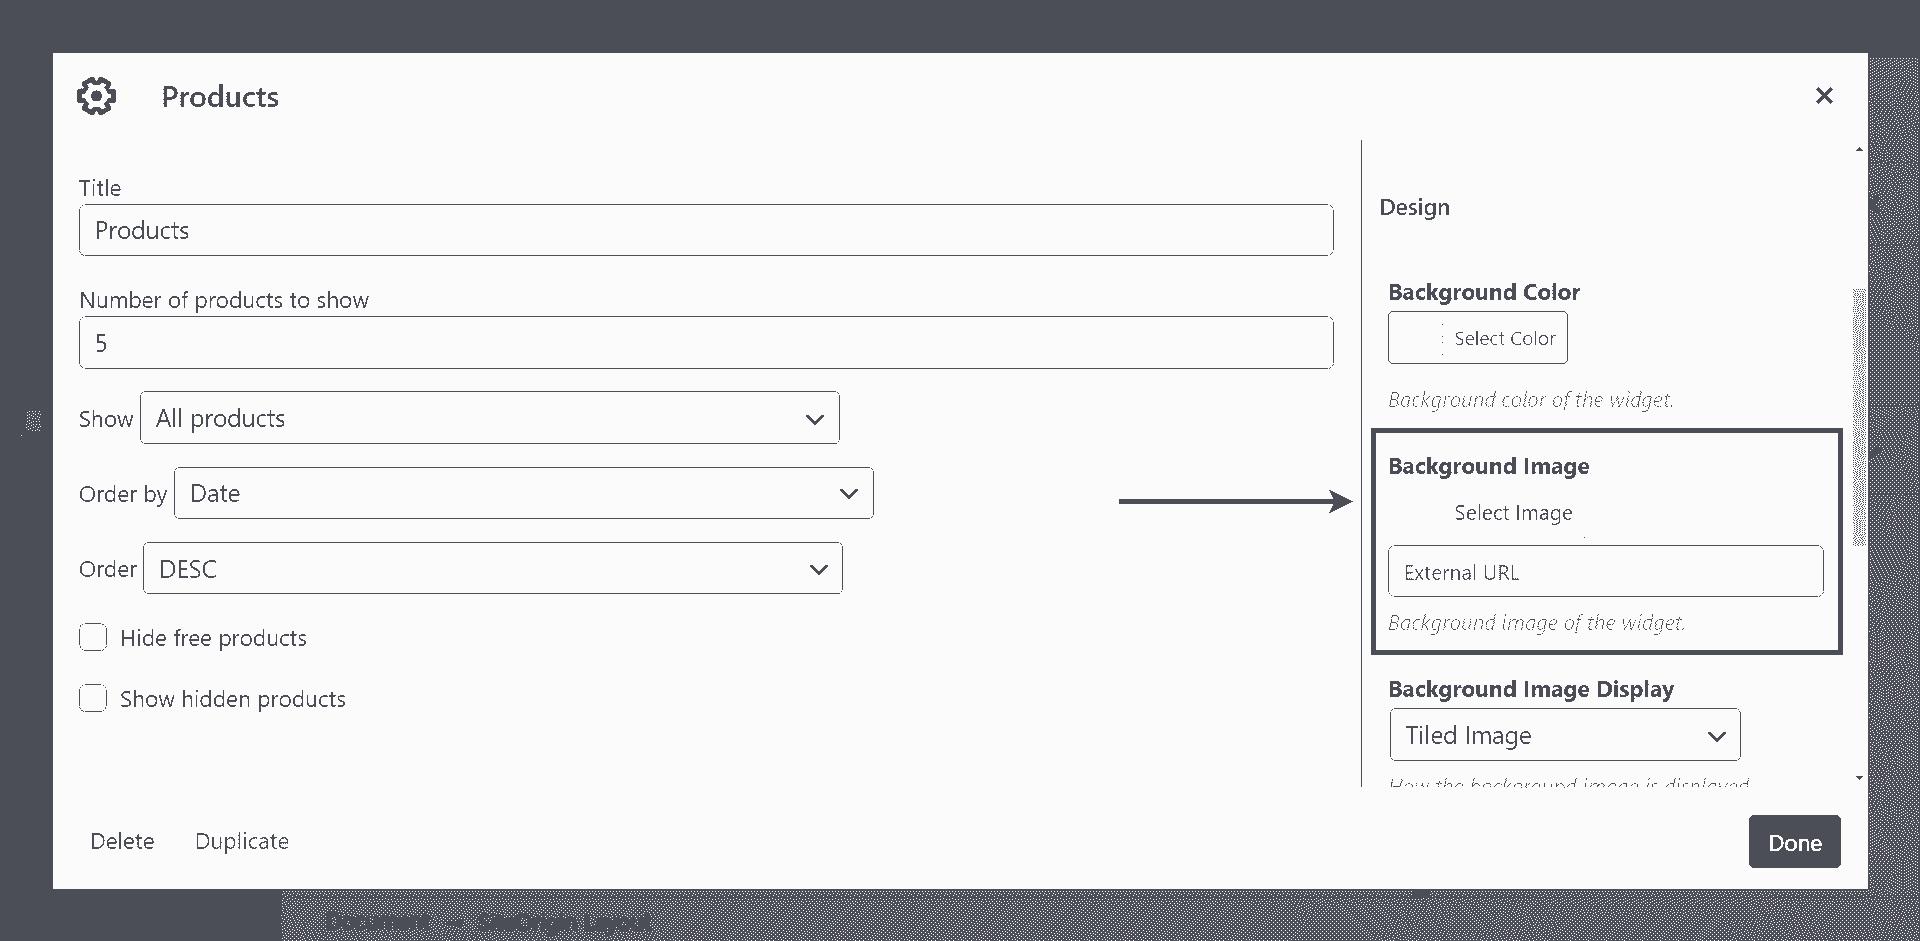 Products
Title
Products
Number of products to show
5
Show All products
Order by Date
Order DESC
Hide free products
Show hidden products
Design
Background Color
Select Color
Background color of the widget.
Background Image
Select Image
External URL
Background image of the widget.
Background Image Display
Tiled Image
How the background image is displayed
Delete Duplicate
Done
Document → SiteOrigin Layout